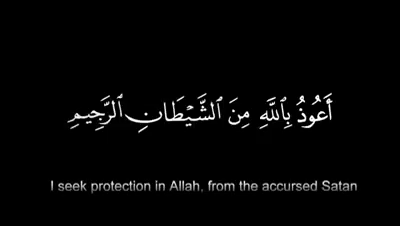 أَعُوذُ بِٱللَّهِ مِنَ ٱلشَّيْطَانِ ٱلرَّجِيمِ
I seek protection in Allah, from the accursed Satan